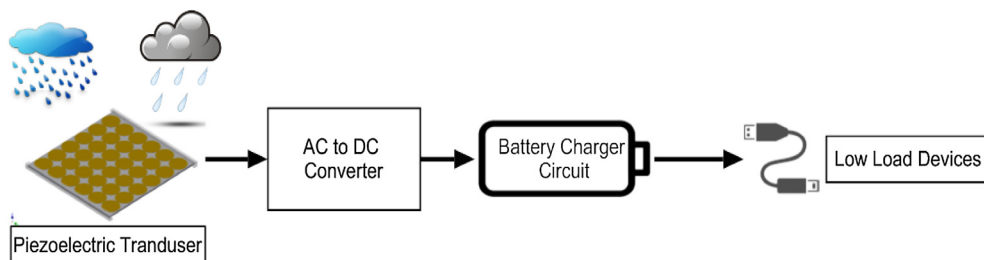 AC to DC
Converter
Battery Charger
Circuit
Low Load Devices
Piezoelectric Tranduser